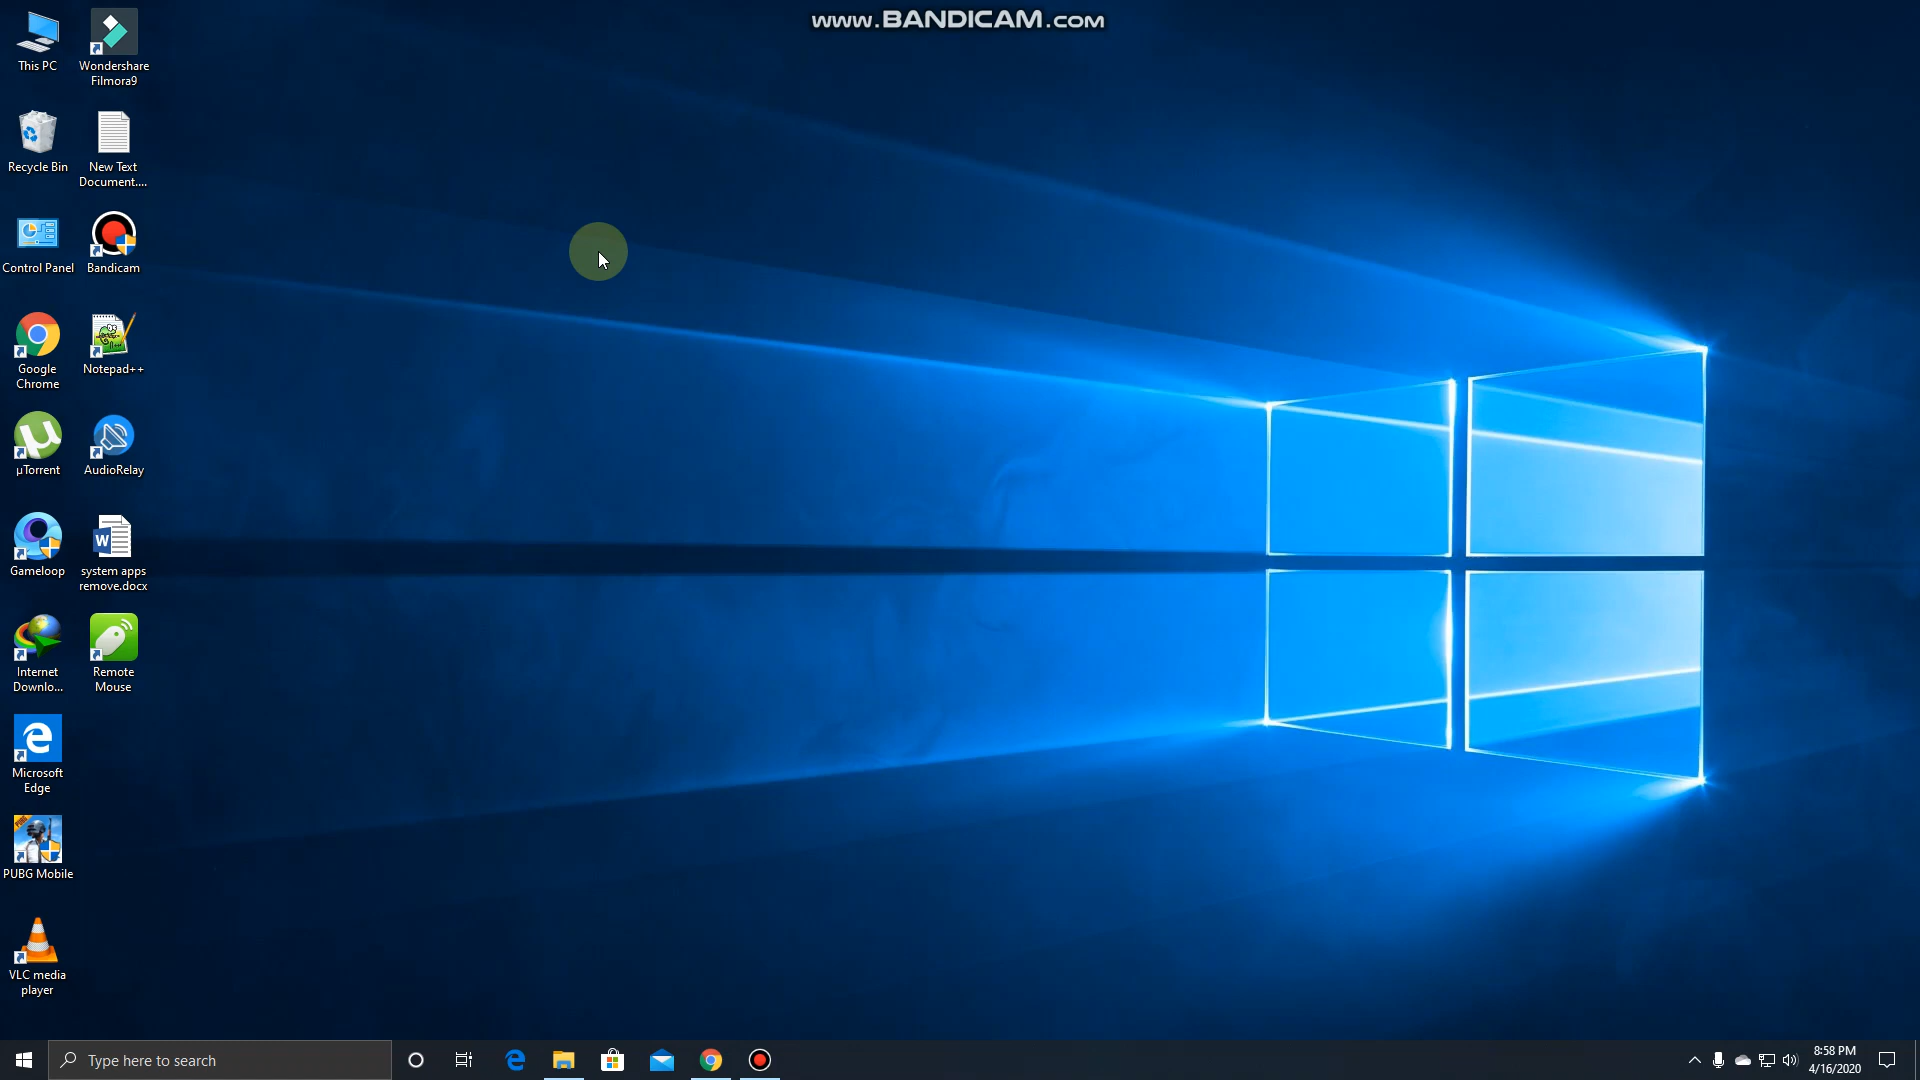 www.BANDICAM.com
This PC
Wondershare
Filmora9
Recycle Bin
New Text
Document....
Control Panel
Bandicam
Google
Chrome
Notepad++
µTorrent
AudioRelay
Gameloop
system apps
remove.docx
Internet
Downlo...
Remote
Mouse
Microsoft
Edge
PUBG Mobile
VLC media
player
Type here to search
8:58 PM
4/16/2020